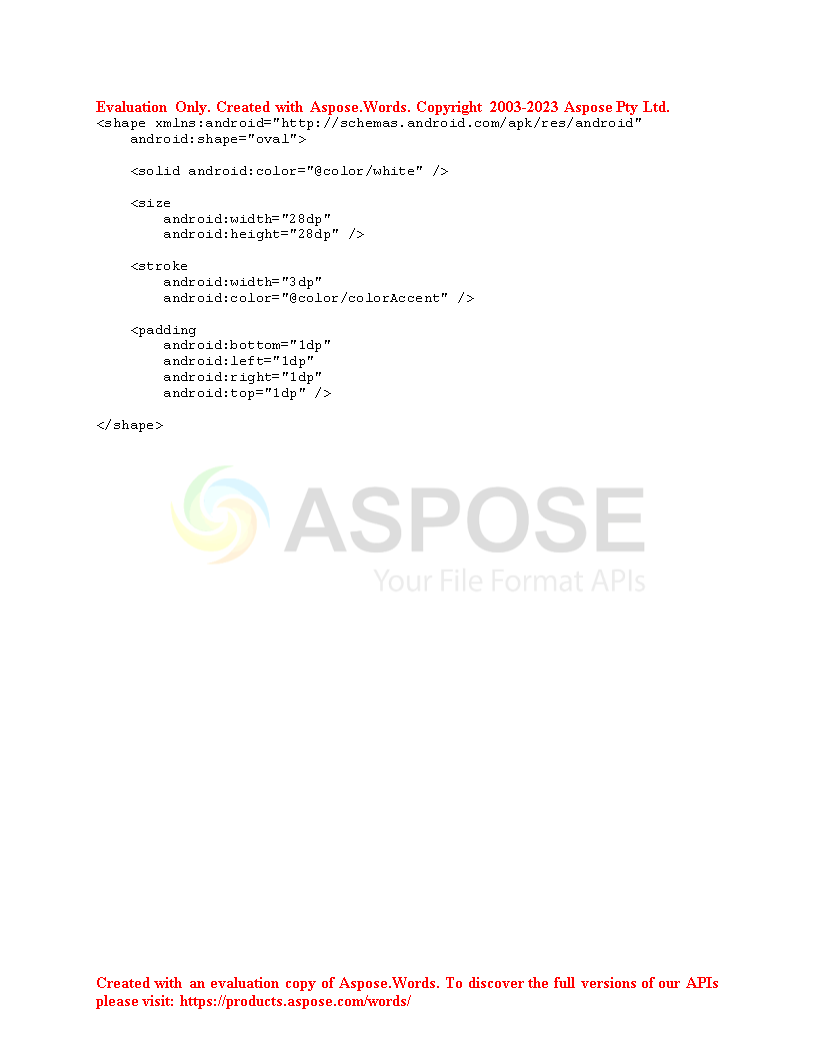 Evaluation Only. Created with Aspose.Words. Copyright 2003-2023 Aspose Pty Ltd.
<shape xmlns:android="http://schemas.android.com/apk/res/android"
    android:shape="oval">

    <solid android:color="@color/white" />

    <size
        android:width="28dp"
        android:height="28dp" />

    <stroke
        android:width="3dp"
        android:color="@color/colorAccent" />

    <padding
        android:bottom="1dp"
        android:left="1dp"
        android:right="1dp"
        android:top="1dp" />

</shape>
ASPOSE
Your File Format APIs
Created with an evaluation copy of Aspose.Words. To discover the full versions of our APIs
please visit: https://products.aspose.com/words/